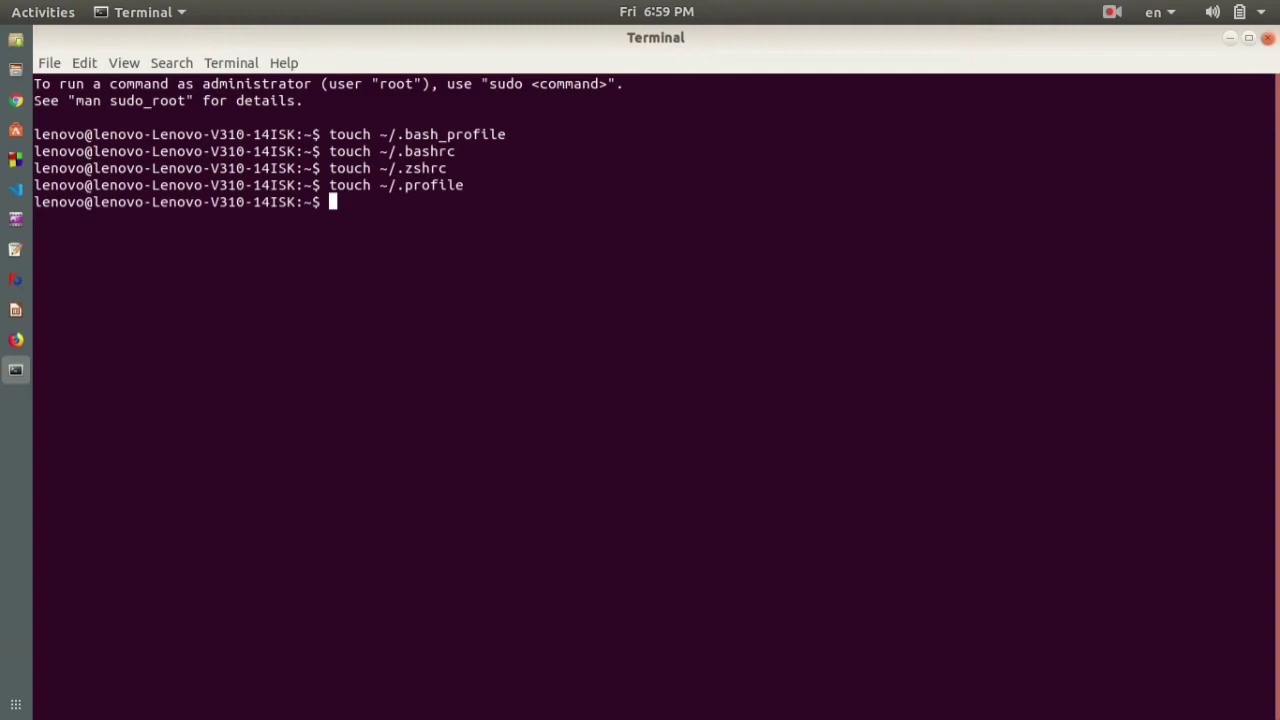 Activities Terminal Fri 6:59 PM en
Terminal
File Edit View Search Terminal Help
To run a command as administrator (user "root"), use "sudo <command>".
See "man sudo_root" for details.
lenovo@lenovo-Lenovo-V310-14ISK:~$ touch ~/.bash_profile
lenovo@lenovo-Lenovo-V310-14ISK:~$ touch ~/.bashrc
lenovo@lenovo-Lenovo-V310-14ISK:~$ touch ~/.zshrc
lenovo@lenovo-Lenovo-V310-14ISK:~$ touch ~/.profile
lenovo@lenovo-Lenovo-V310-14ISK:~$